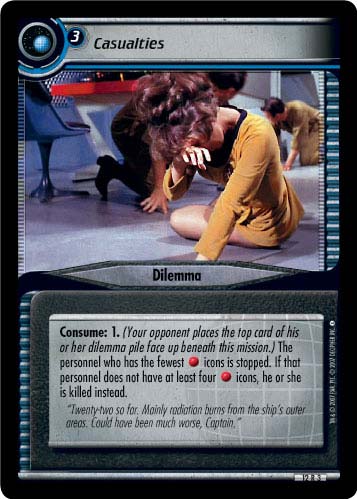 3
Casualties
Dilemma
Consume: 1. (Your opponent places the top card of his
or her dilemma pile face up beneath this mission.) The
personnel who has the fewest icons is stopped. If that
personnel does not have at least four icons, he or she
is killed instead.
"Twenty-two so far. Mainly radiation burns from the ship's outer
areas. Could have been much worse, Captain."
12 R 3